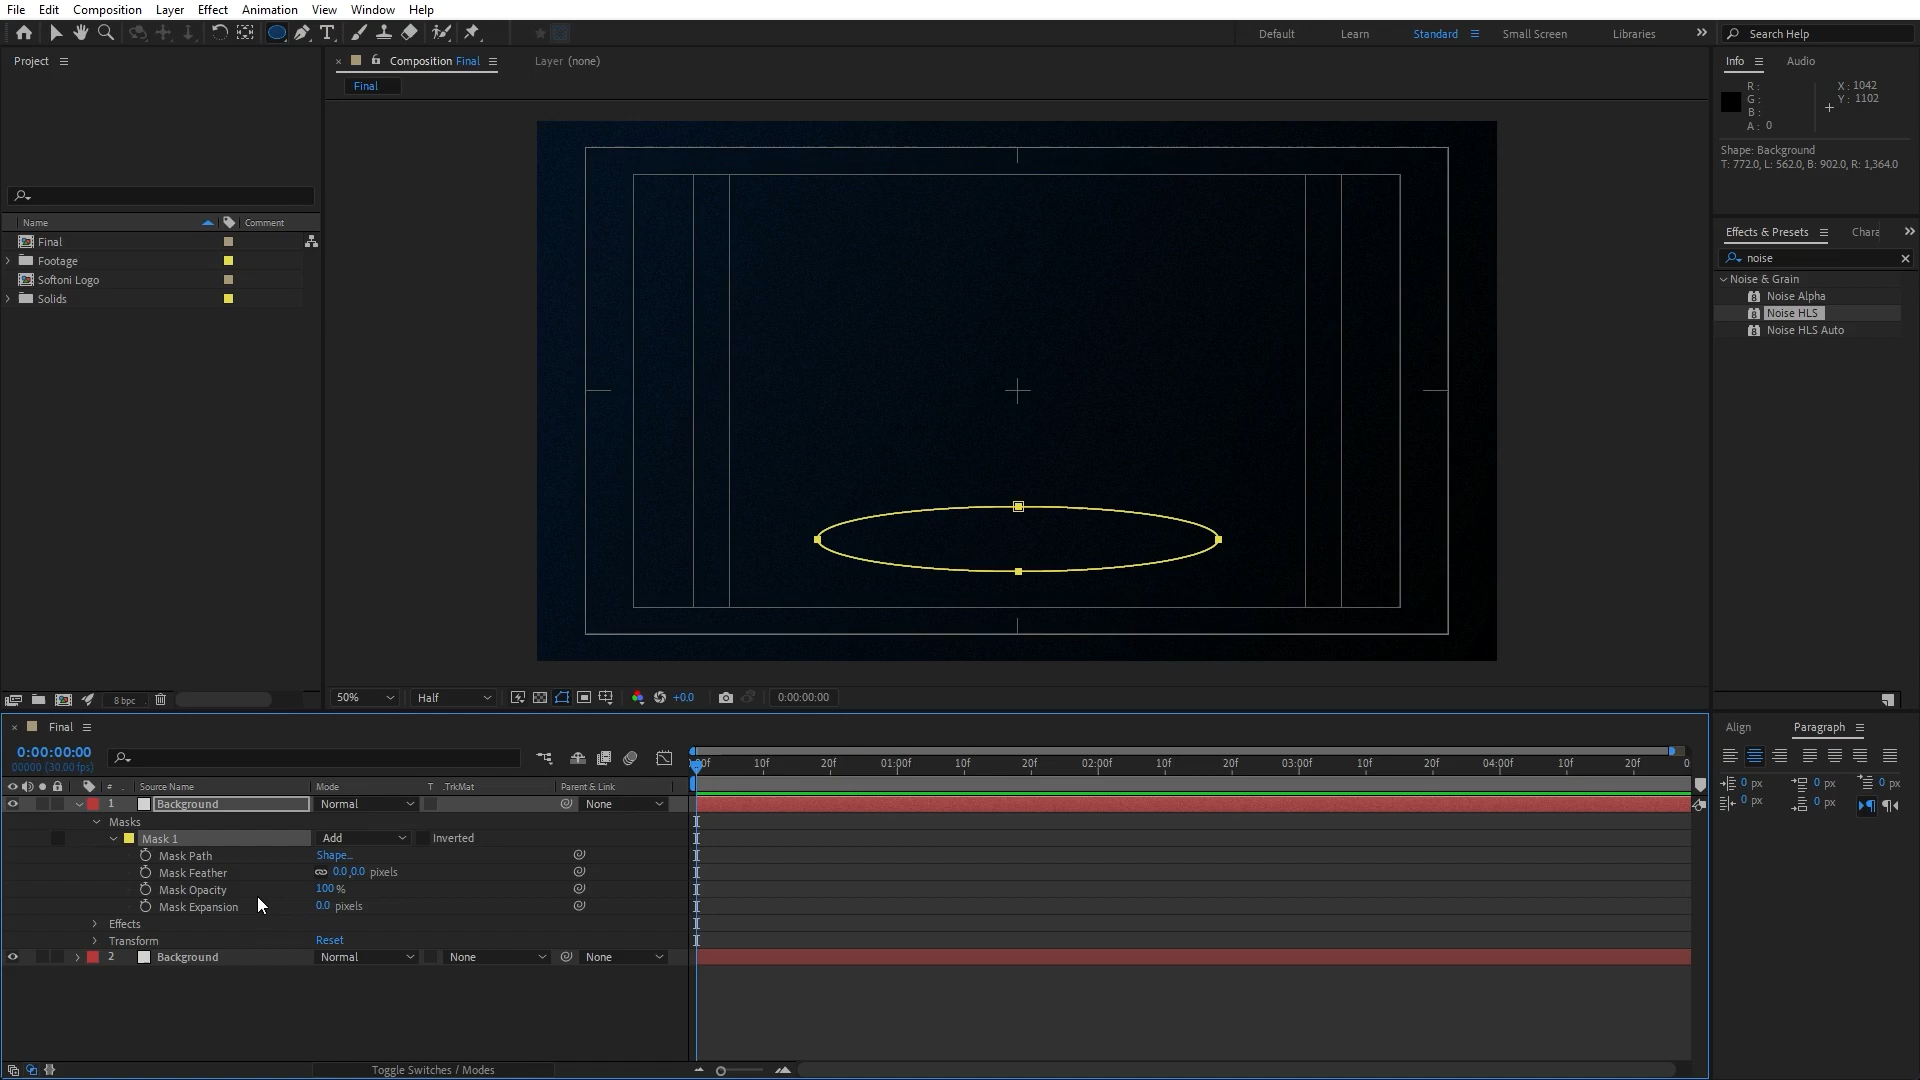 File Edit Composition Layer Effect Animation View Window Help
T Default Learn Standard Small Screen Libraries Search Help
Project
Composition Final Layer (none)
Final
Info Audio
R : X : 1042
G : Y : 1102
B :
A : 0
Shape: Background
T: 772.0, L: 562.0, B: 902.0, R: 1,364.0
Name Comment
Final
Footage
Softoni Logo
Solids
Effects & Presets Chara
noise
Noise & Grain
Noise Alpha
Noise HLS
Noise HLS Auto
8 bpc
50% Half +0.0 0:00:00:00
Final
0:00:00:00
00000 (30.00 fps)
:00f 10f 20f 01:00f 10f 20f 02:00f 10f 20f 03:00f 10f 20f 04:00f 10f 20f 0
# Source Name Mode T .TrkMat Parent & Link
1 Background Normal None
Masks
Mask 1 Add Inverted
Mask Path Shape...
Mask Feather 0.0,0.0 pixels
Mask Opacity 100 %
Mask Expansion 0.0 pixels
Effects
Transform Reset
2 Background Normal None None
Toggle Switches / Modes
Align Paragraph
0 px 0 px 0 px
0 px 0 px